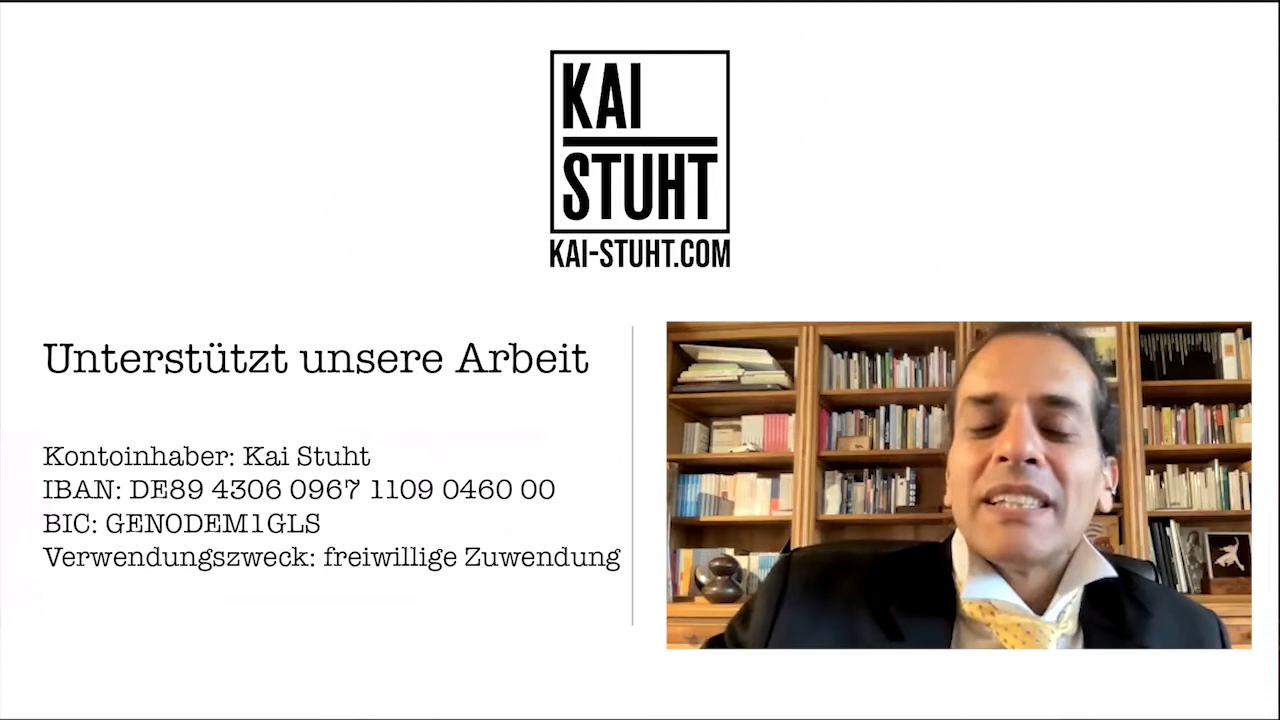 KAI
STUHT
KAI-STUHT.COM
Unterstützt unsere Arbeit
Kontoinhaber: Kai Stuht
IBAN: DE89 4306 0967 1109 0460 00
BIC: GENODEM1GLS
Verwendungszweck: freiwillige Zuwendung